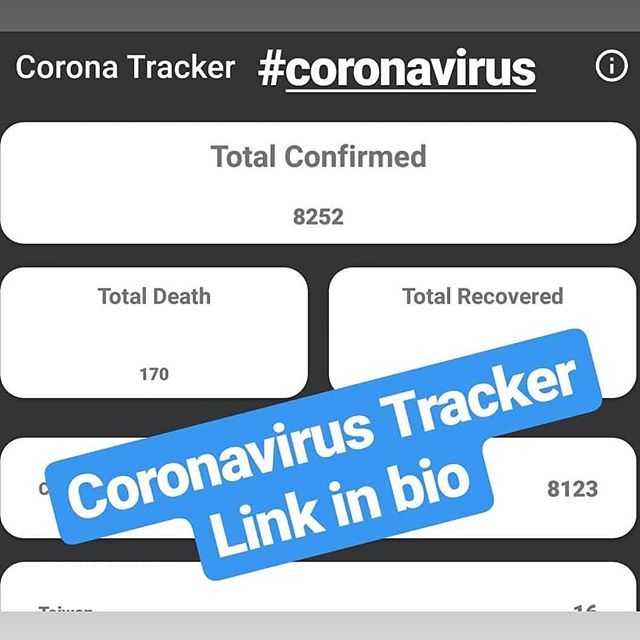 Corona Tracker #coronavirus
Total Confirmed
8252
Total Death Total Recovered
170
Coronavirus Tracker
Link in bio
8123
Taiwan 16